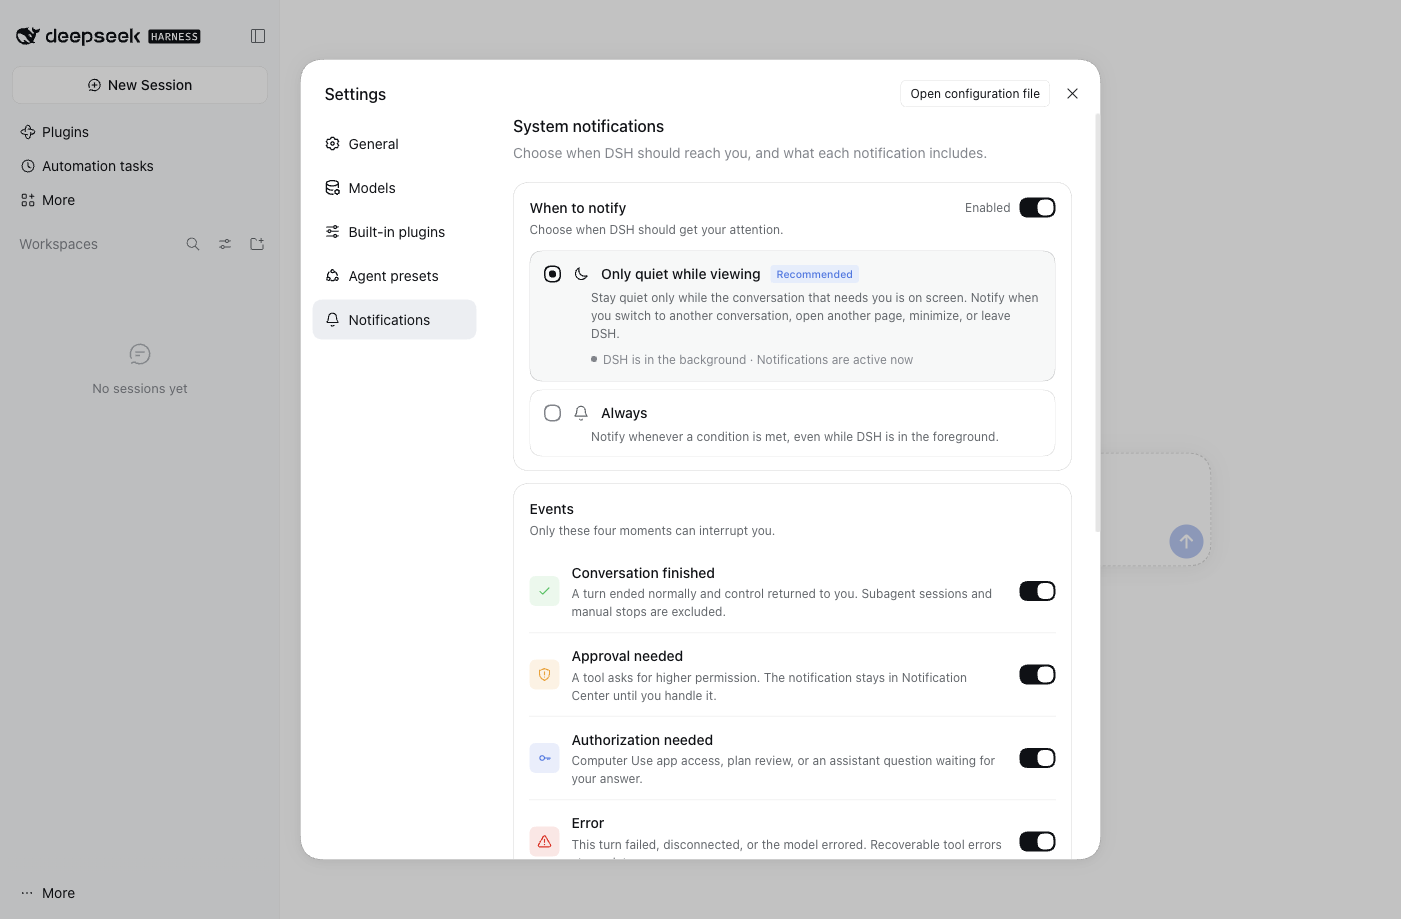 deepseek HARNESS
New Session
Plugins
Automation tasks
More
Workspaces
No sessions yet
More
Settings
Open configuration file
General
Models
Built-in plugins
Agent presets
Notifications
System notifications
Choose when DSH should reach you, and what each notification includes.
When to notify
Enabled
Choose when DSH should get your attention.
Only quiet while viewing
Recommended
Stay quiet only while the conversation that needs you is on screen. Notify when
you switch to another conversation, open another page, minimize, or leave
DSH.
DSH is in the background · Notifications are active now
Always
Notify whenever a condition is met, even while DSH is in the foreground.
Events
Only these four moments can interrupt you.
Conversation finished
A turn ended normally and control returned to you. Subagent sessions and
manual stops are excluded.
Approval needed
A tool asks for higher permission. The notification stays in Notification
Center until you handle it.
Authorization needed
Computer Use app access, plan review, or an assistant question waiting for
your answer.
Error
This turn failed, disconnected, or the model errored. Recoverable tool errors